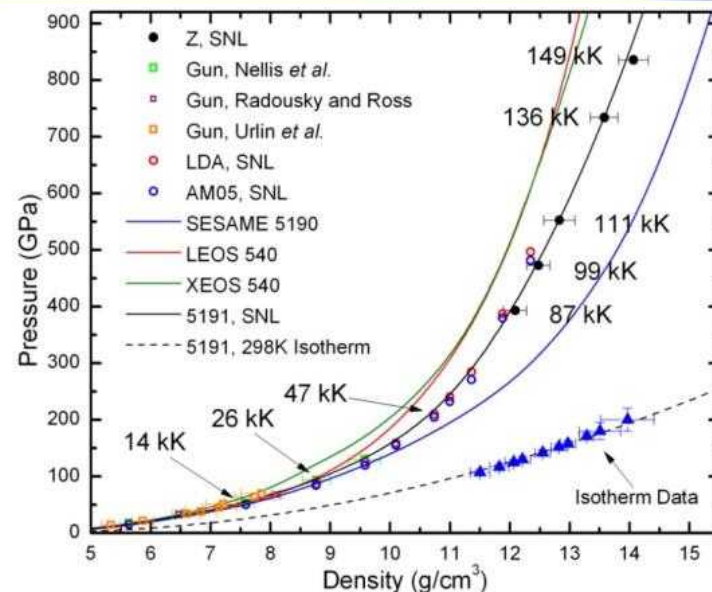 900
800
700
600
500
400
300
200
100
0
Pressure (GPa)
Z, SNL
Gun, Nellis et al.
Gun, Radousky and Ross
Gun, Urlin et al.
LDA, SNL
AM05, SNL
SESAME 5190
LEOS 540
XEOS 540
5191, SNL
5191, 298K Isotherm
149 kK
136 kK
111 kK
99 kK
87 kK
47 kK
26 kK
14 kK
Isotherm Data
5 6 7 8 9 10 11 12 13 14 15
Density (g/cm³)